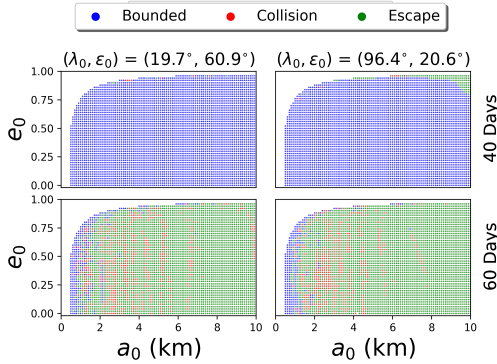 Bounded Collision Escape
(λ₀, ε₀) = (19.7°, 60.9°) (96.4°, 20.6°)
1.00
0.75
0.50
0.25
0.00
e₀
40 Days
1.00
0.75
0.50
0.25
0.00
e₀
60 Days
0 2 4 6 8 10 0 2 4 6 8 10
a₀ (km) a₀ (km)